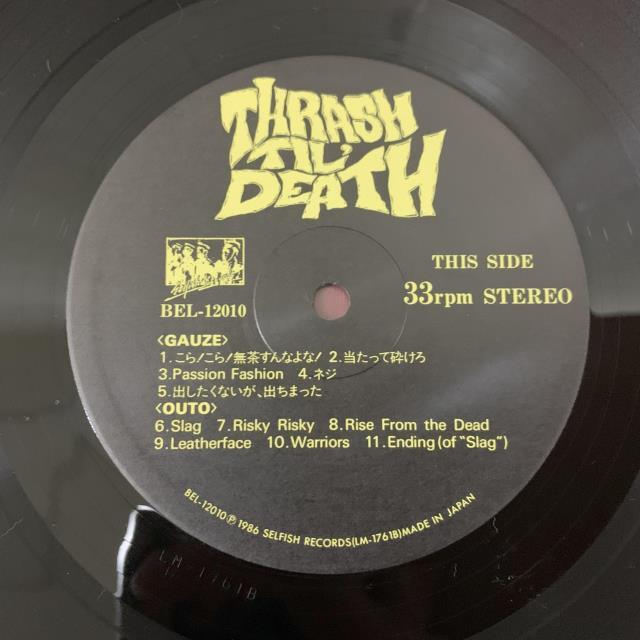 THRASH
TIL'
DEATH
BEL-12010
THIS SIDE
33rpm STEREO
〈GAUZE〉
1.こら!こら!無茶すんなよな! 2.当たって砕けろ
3.Passion Fashion 4.ネジ
5.出したくないが、出ちまった
〈OUTO〉
6.Slag 7.Risky Risky 8.Rise From the Dead
9.Leatherface 10.Warriors 11.Ending(of "Slag")
BEL-12010Ⓟ1986 SELFISH RECORDS(LM-1761B)MADE IN JAPAN
LM-1761B